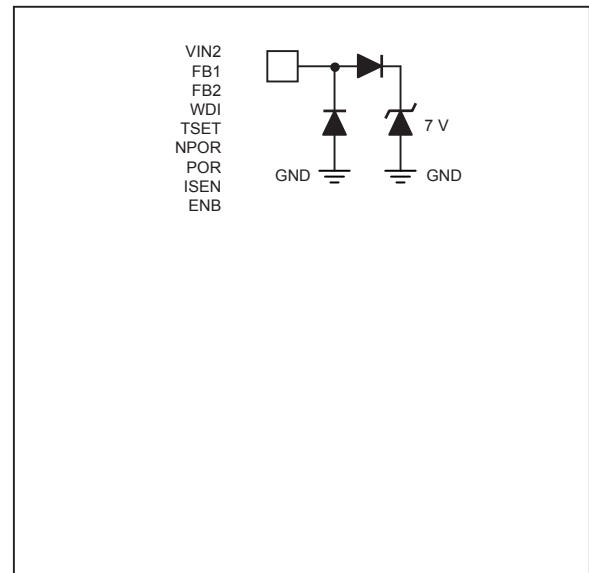 VIN2
FB1
FB2
WDI
TSET
NPOR
POR
ISEN
ENB
7 V
GND
GND